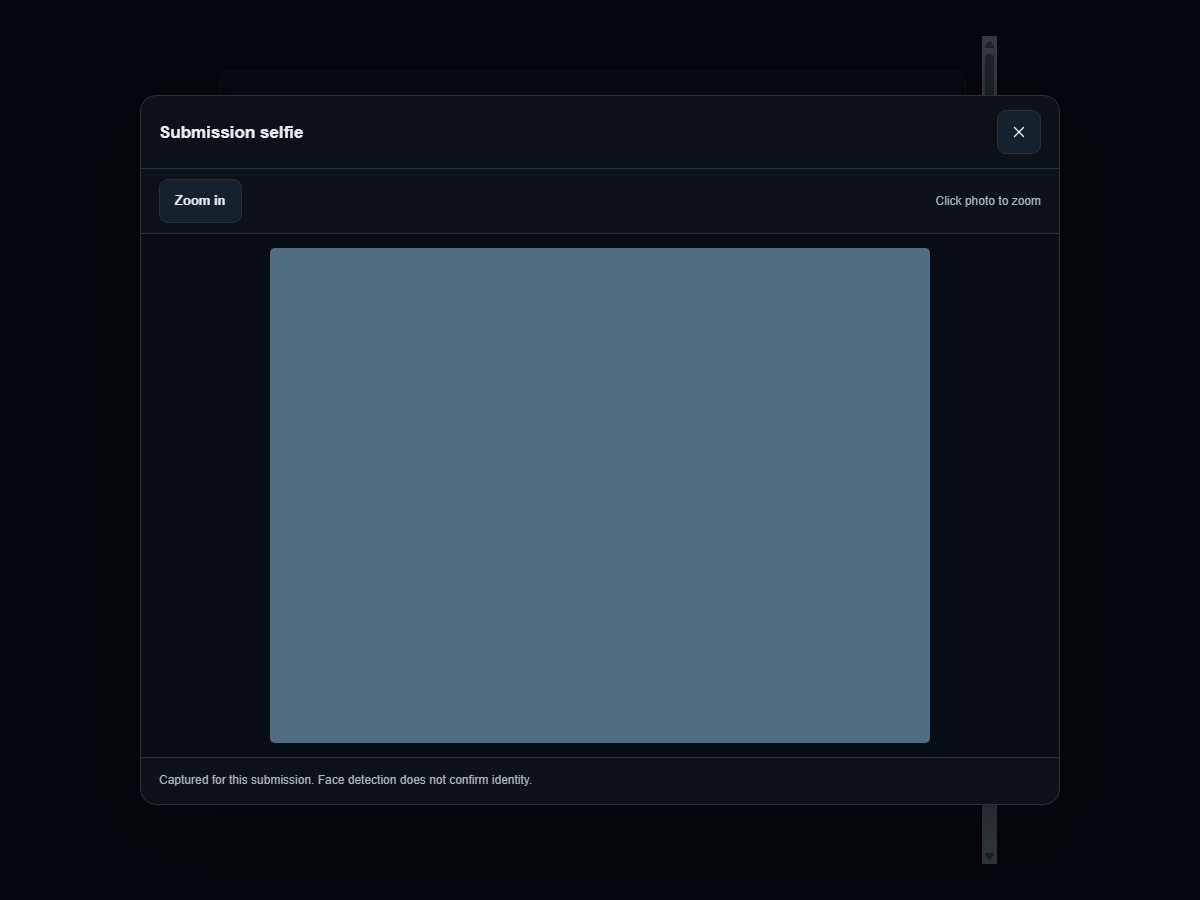 Submission selfie
Zoom in
Click photo to zoom
Captured for this submission. Face detection does not confirm identity.